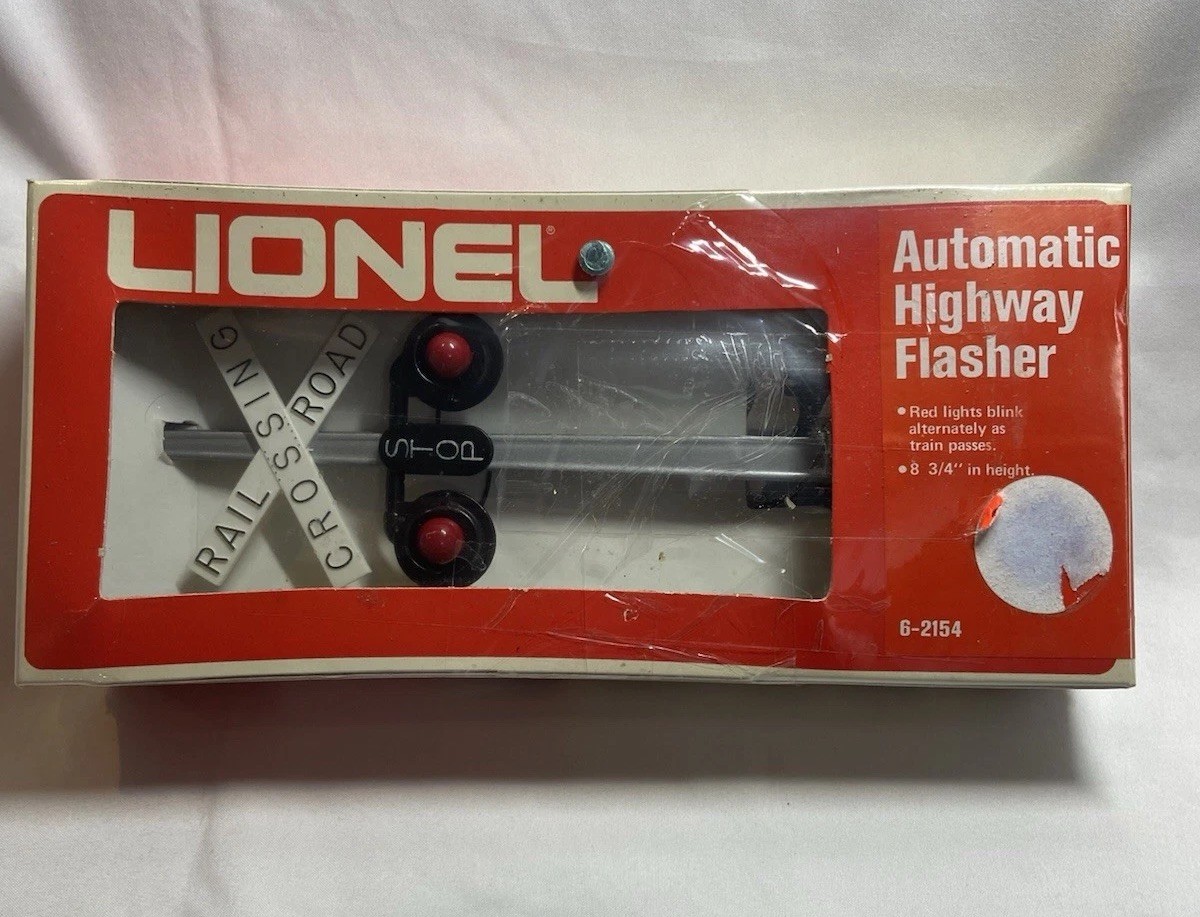 LIONEL®
Automatic
Highway
Flasher
• Red lights blink
alternately as
train passes.
• 8 3/4" in height.
6-2154
RAIL ROAD
CROSSING
STOP